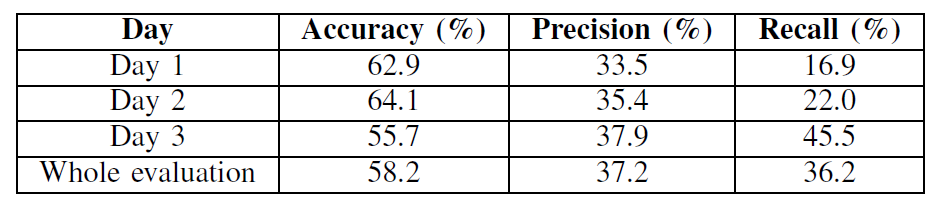 Day Accuracy (%) Precision (%) Recall (%)
Day 1 62.9 33.5 16.9
Day 2 64.1 35.4 22.0
Day 3 55.7 37.9 45.5
Whole evaluation 58.2 37.2 36.2